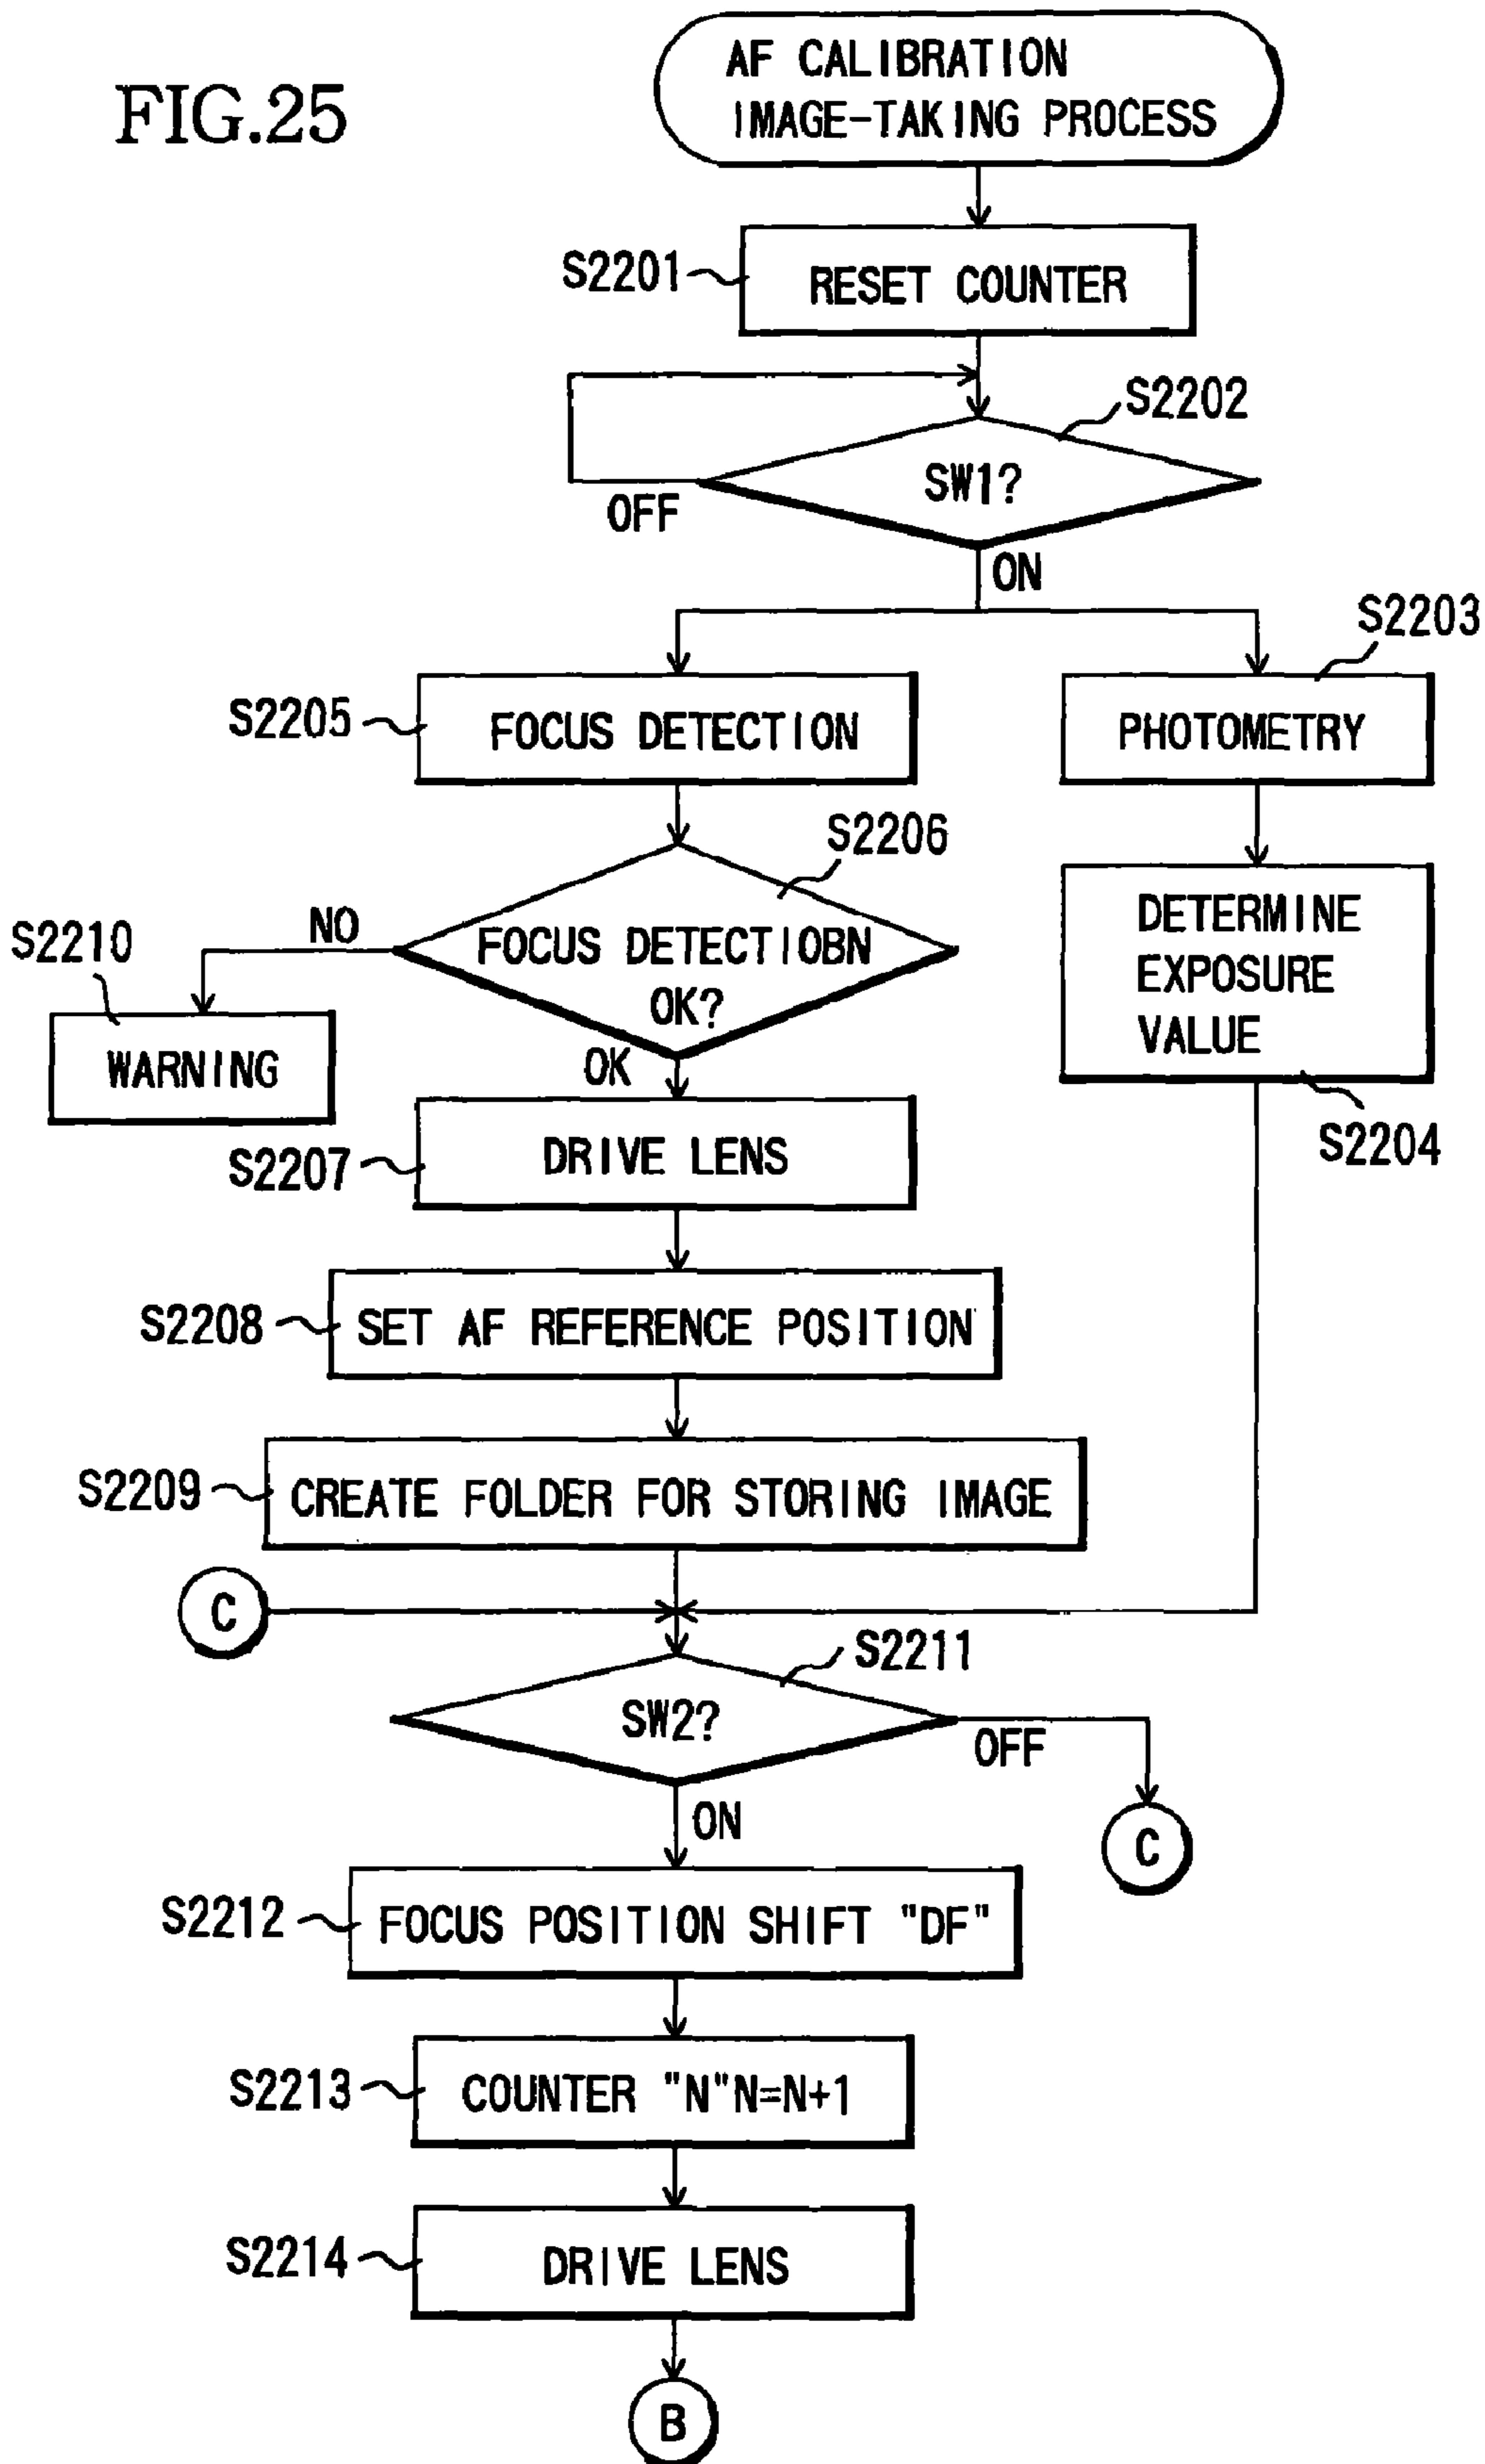 FIG.25
AF CALIBRATION
IMAGE-TAKING PROCESS
S2201
RESET COUNTER
S2202
SW1?
OFF
ON
S2203
S2205
FOCUS DETECTION
PHOTOMETRY
S2206
S2210
NO
FOCUS DETECTIOBN
OK?
DETERMINE
EXPOSURE
VALUE
WARNING
OK
S2204
S2207
DRIVE LENS
S2208
SET AF REFERENCE POSITION
S2209
CREATE FOLDER FOR STORING IMAGE
C
S2211
SW2?
OFF
ON
C
S2212
FOCUS POSITION SHIFT "DF"
S2213
COUNTER "N"N=N+1
S2214
DRIVE LENS
B